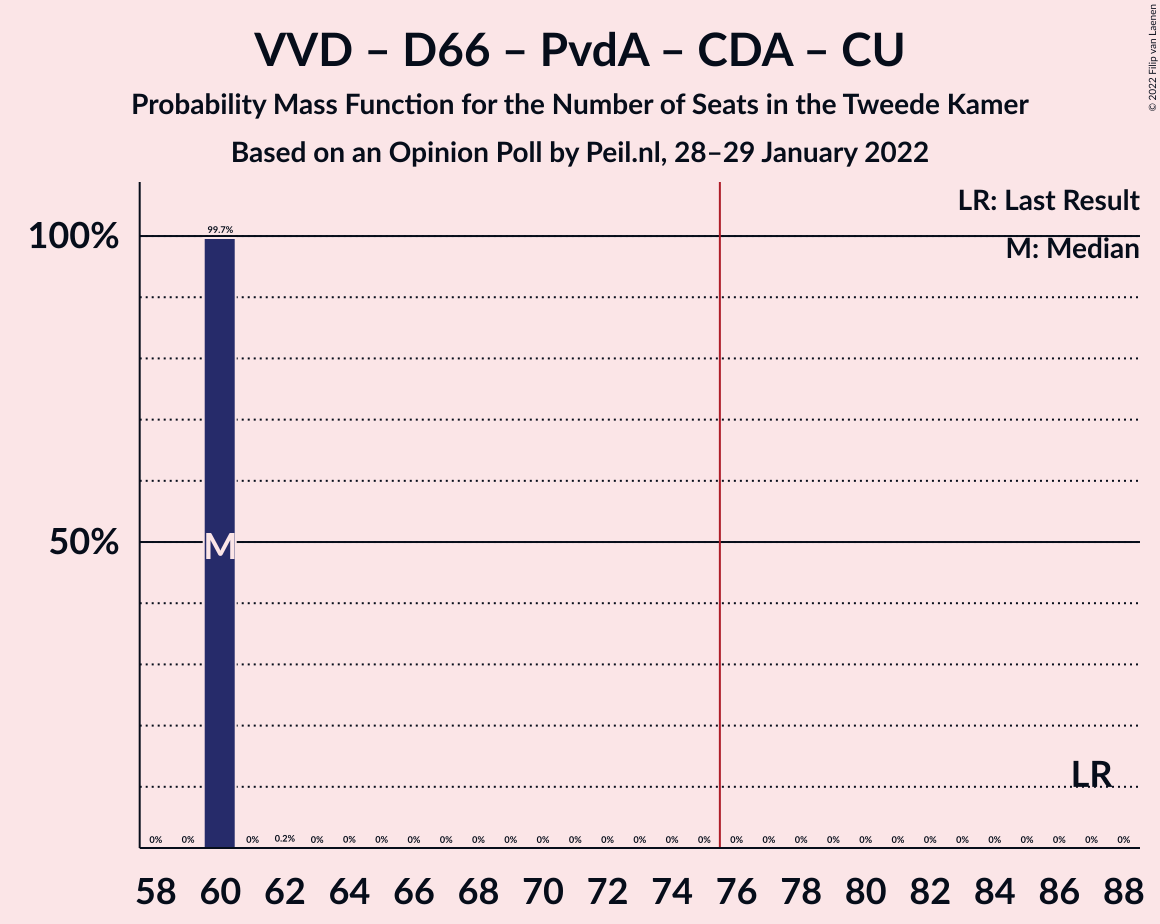 VVD – D66 – PvdA – CDA – CU
Probability Mass Function for the Number of Seats in the Tweede Kamer
Based on an Opinion Poll by Peil.nl, 28–29 January 2022
© 2022 Filip van Laenen
LR: Last Result
M: Median
100%
99.7%
50%
M
LR
0% 0% 0% 0.2% 0% 0% 0% 0% 0% 0% 0% 0% 0% 0% 0% 0% 0% 0% 0% 0% 0% 0% 0% 0% 0% 0% 0% 0% 0% 0%
58 60 62 64 66 68 70 72 74 76 78 80 82 84 86 88